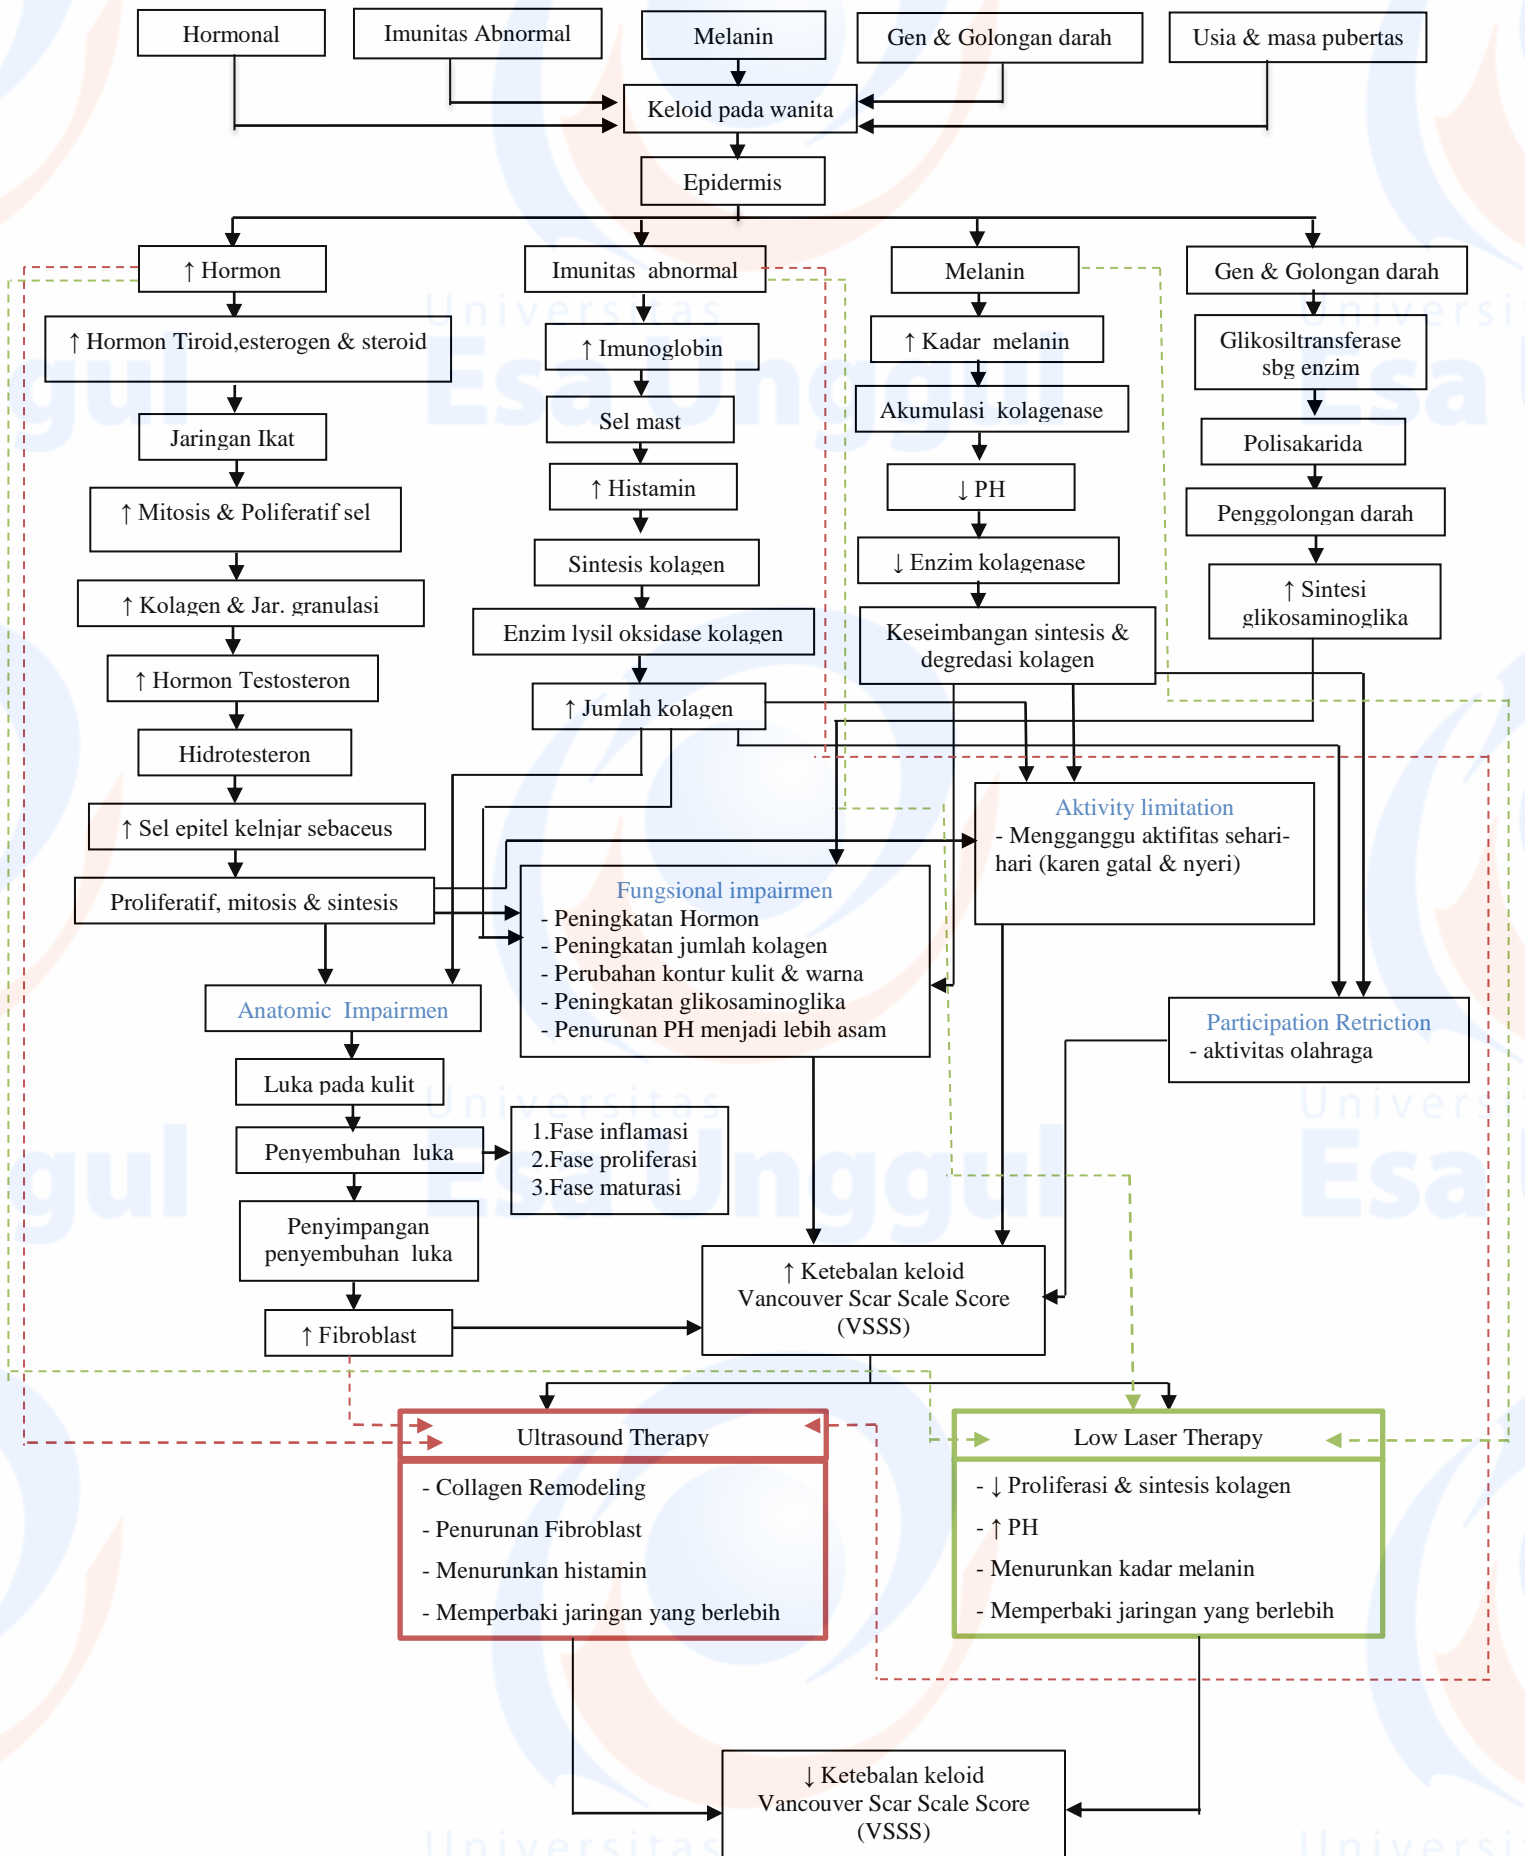 Hormonal
Imunitas Abnormal
Melanin
Gen & Golongan darah
Usia & masa pubertas
Keloid pada wanita
Epidermis
↑ Hormon
Imunitas abnormal
Melanin
Gen & Golongan darah
↑ Hormon Tiroid,esterogen & steroid
↑ Imunoglobin
↑ Kadar melanin
Glikosiltransferase
sbg enzim
Jaringan Ikat
Sel mast
Akumulasi kolagenase
Polisakarida
↑ Mitosis & Poliferatif sel
↑ Histamin
↓ PH
Penggolongan darah
↑ Kolagen & Jar. granulasi
Sintesis kolagen
↓ Enzim kolagenase
↑ Sintesi
glikosaminoglika
↑ Hormon Testosteron
Enzim lysil oksidase kolagen
Keseimbangan sintesis &
degredasi kolagen
Hidrotesteron
↑ Jumlah kolagen
↑ Sel epitel kelnjar sebaceus
Proliferatif, mitosis & sintesis
Aktivity limitation
- Mengganggu aktifitas sehari-
hari (karen gatal & nyeri)
Fungsional impairmen
- Peningkatan Hormon
- Peningkatan jumlah kolagen
- Perubahan kontur kulit & warna
- Peningkatan glikosaminoglika
- Penurunan PH menjadi lebih asam
Anatomic Impairmen
Participation Retriction
- aktivitas olahraga
Luka pada kulit
Penyembuhan luka
1.Fase inflamasi
2.Fase proliferasi
3.Fase maturasi
Penyimpangan
penyembuhan luka
↑ Fibroblast
↑ Ketebalan keloid
Vancouver Scar Scale Score
(VSSS)
Ultrasound Therapy
- Collagen Remodeling
- Penurunan Fibroblast
- Menurunkan histamin
- Memperbaki jaringan yang berlebih
Low Laser Therapy
- ↓ Proliferasi & sintesis kolagen
- ↑ PH
- Menurunkan kadar melanin
- Memperbaki jaringan yang berlebih
↓ Ketebalan keloid
Vancouver Scar Scale Score
(VSSS)
Universitas
Esa Unggul
Universitas
Esa Unggul
Universitas